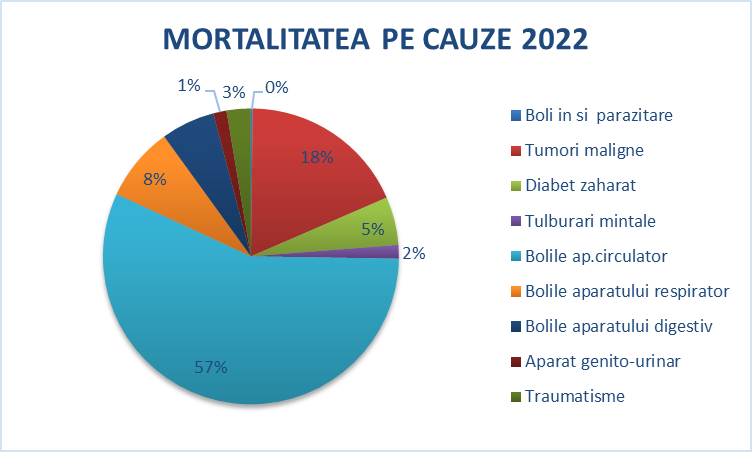 MORTALITATEA PE CAUZE 2022
1%
3%
0%
18%
8%
5%
2%
57%
Boli in si parazitare
Tumori maligne
Diabet zaharat
Tulburari mintale
Bolile ap.circulator
Bolile aparatului respirator
Bolile aparatului digestiv
Aparat genito-urinar
Traumatisme